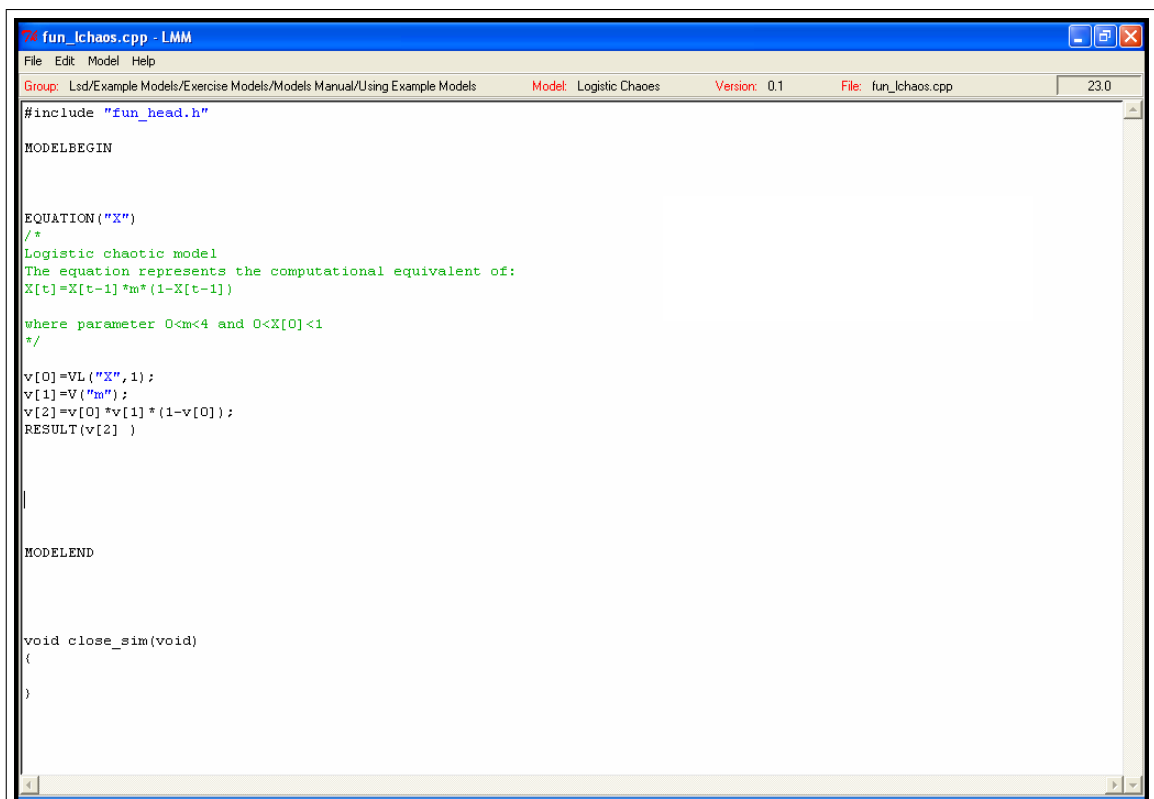 fun_lchaos.cpp - LMM
File Edit Model Help
Group: Lsd/Example Models/Exercise Models/Models Manual/Using Example Models Model: Logistic Chaoes Version: 0.1 File: fun_lchaos.cpp 23.0
#include "fun_head.h"
MODELBEGIN
EQUATION("X")
/*
Logistic chaotic model
The equation represents the computational equivalent of:
X[t]=X[t-1]*m*(1-X[t-1])
where parameter 0<m<4 and 0<X[0]<1
*/
v[0]=VL("X",1);
v[1]=V("m");
v[2]=v[0]*v[1]*(1-v[0]);
RESULT(v[2] )
MODELEND
void close_sim(void)
{
}